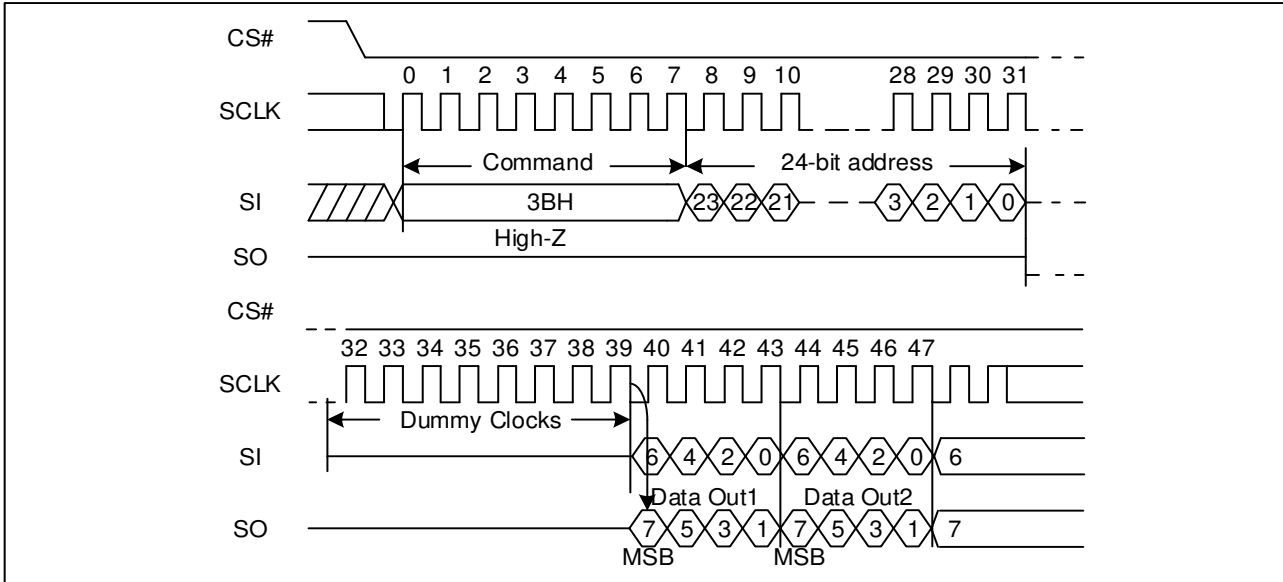 CS#
0 1 2 3 4 5 6 7 8 9 10 28 29 30 31
SCLK
Command 24-bit address
SI 3BH 23 22 21 3 2 1 0
High-Z
SO
CS#
32 33 34 35 36 37 38 39 40 41 42 43 44 45 46 47
SCLK
Dummy Clocks
SI 6 4 2 0 6 4 2 0 6
Data Out1 Data Out2
SO 7 5 3 1 7 5 3 1 7
MSB MSB